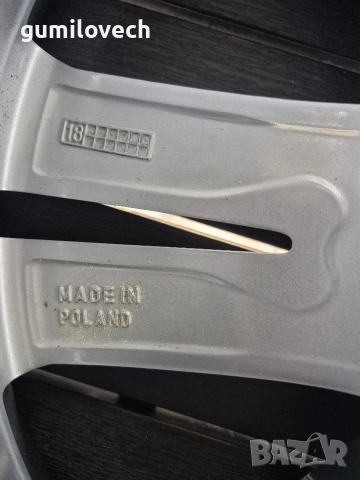 gumilovech
18
MADE IN
POLAND
BAZAR